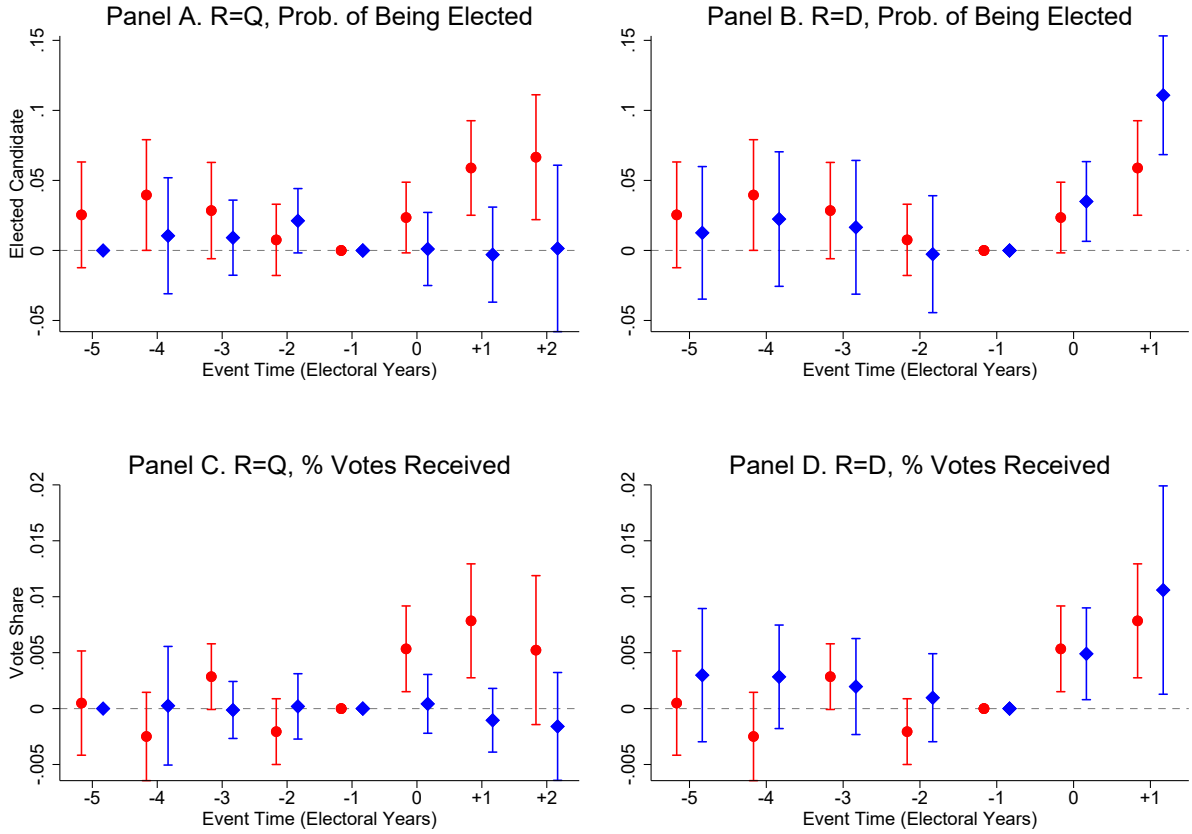 Panel A. R=Q, Prob. of Being Elected
Elected Candidate
.15
.1
.05
0
-.05
-5 -4 -3 -2 -1 0 +1 +2
Event Time (Electoral Years)
Panel B. R=D, Prob. of Being Elected
.15
.1
.05
0
-.05
-5 -4 -3 -2 -1 0 +1
Event Time (Electoral Years)
Panel C. R=Q, % Votes Received
Vote Share
.02
.015
.01
.005
0
-.005
-5 -4 -3 -2 -1 0 +1 +2
Event Time (Electoral Years)
Panel D. R=D, % Votes Received
.02
.015
.01
.005
0
-.005
-5 -4 -3 -2 -1 0 +1
Event Time (Electoral Years)